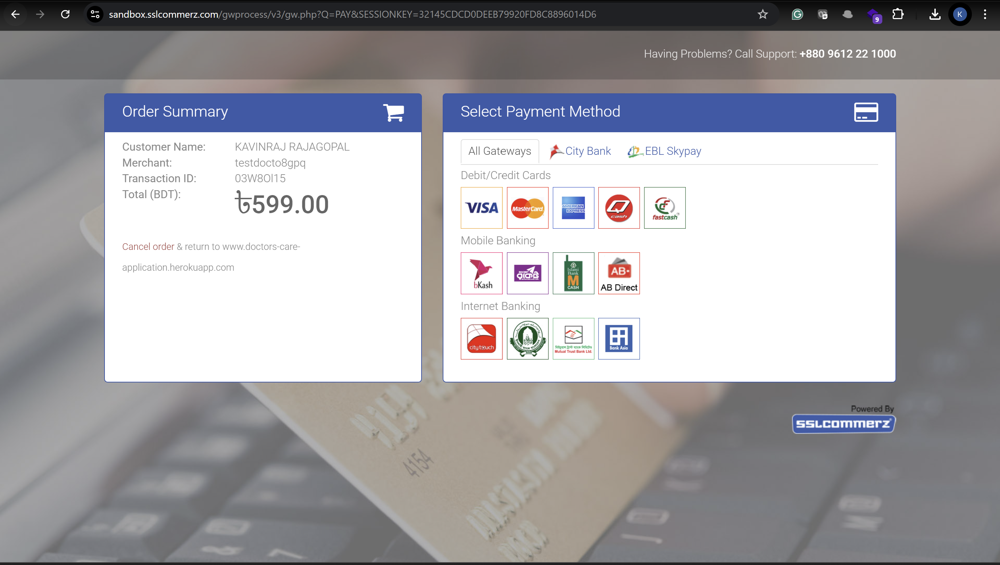 sandbox.sslcommerz.com/gwprocess/v3/gw.php?Q=PAY&SESSIONKEY=32145CDCD0DEEB79920FD8C8896014D6
9
K
Having Problems? Call Support: +880 9612 22 1000
Order Summary
Customer Name: KAVINRAJ RAJAGOPAL
Merchant: testdocto8gpq
Transaction ID: 03W8Ol15
Total (BDT): ৳599.00
Cancel order & return to www.doctors-care-
application.herokuapp.com
Select Payment Method
All Gateways City Bank EBL Skypay
Debit/Credit Cards
VISA MasterCard AMERICAN EXPRESS Q cash fastcash
Mobile Banking
bKash ROCKET রকেট Islami Bank M CASH AB AB Direct
Internet Banking
city touch মিউচুয়াল ট্রাস্ট ব্যাংক লিমিটেড Mutual Trust Bank Ltd. Bank Asia
Powered By
SSLCOMMERZ
4154